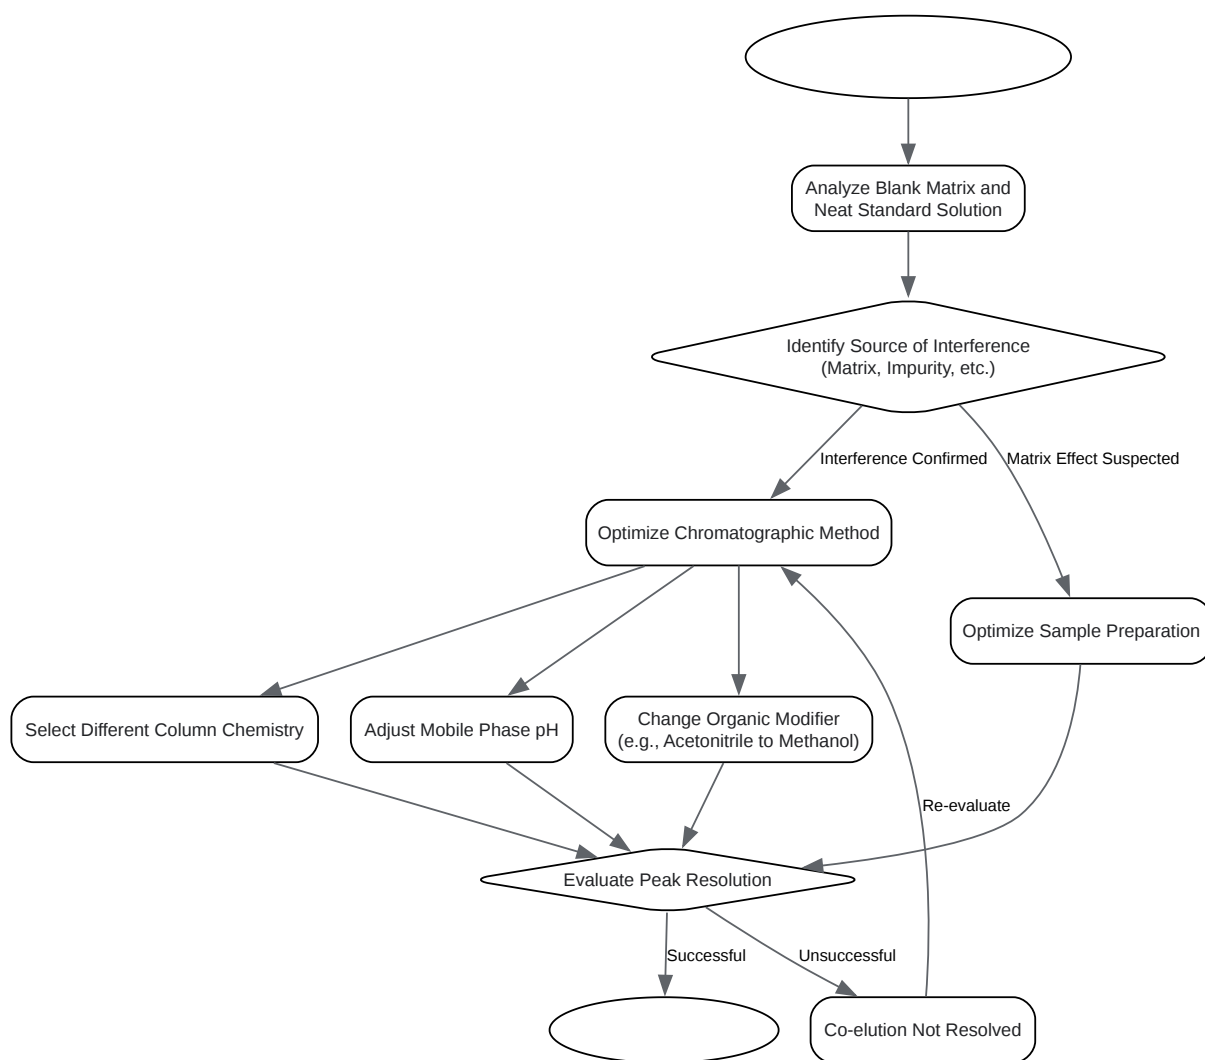 Analyze Blank Matrix and
Neat Standard Solution
Identify Source of Interference
(Matrix, Impurity, etc.)
Interference Confirmed
Matrix Effect Suspected
Optimize Chromatographic Method
Optimize Sample Preparation
Select Different Column Chemistry
Adjust Mobile Phase pH
Change Organic Modifier
(e.g., Acetonitrile to Methanol)
Re-evaluate
Evaluate Peak Resolution
Successful
Unsuccessful
Co-elution Not Resolved